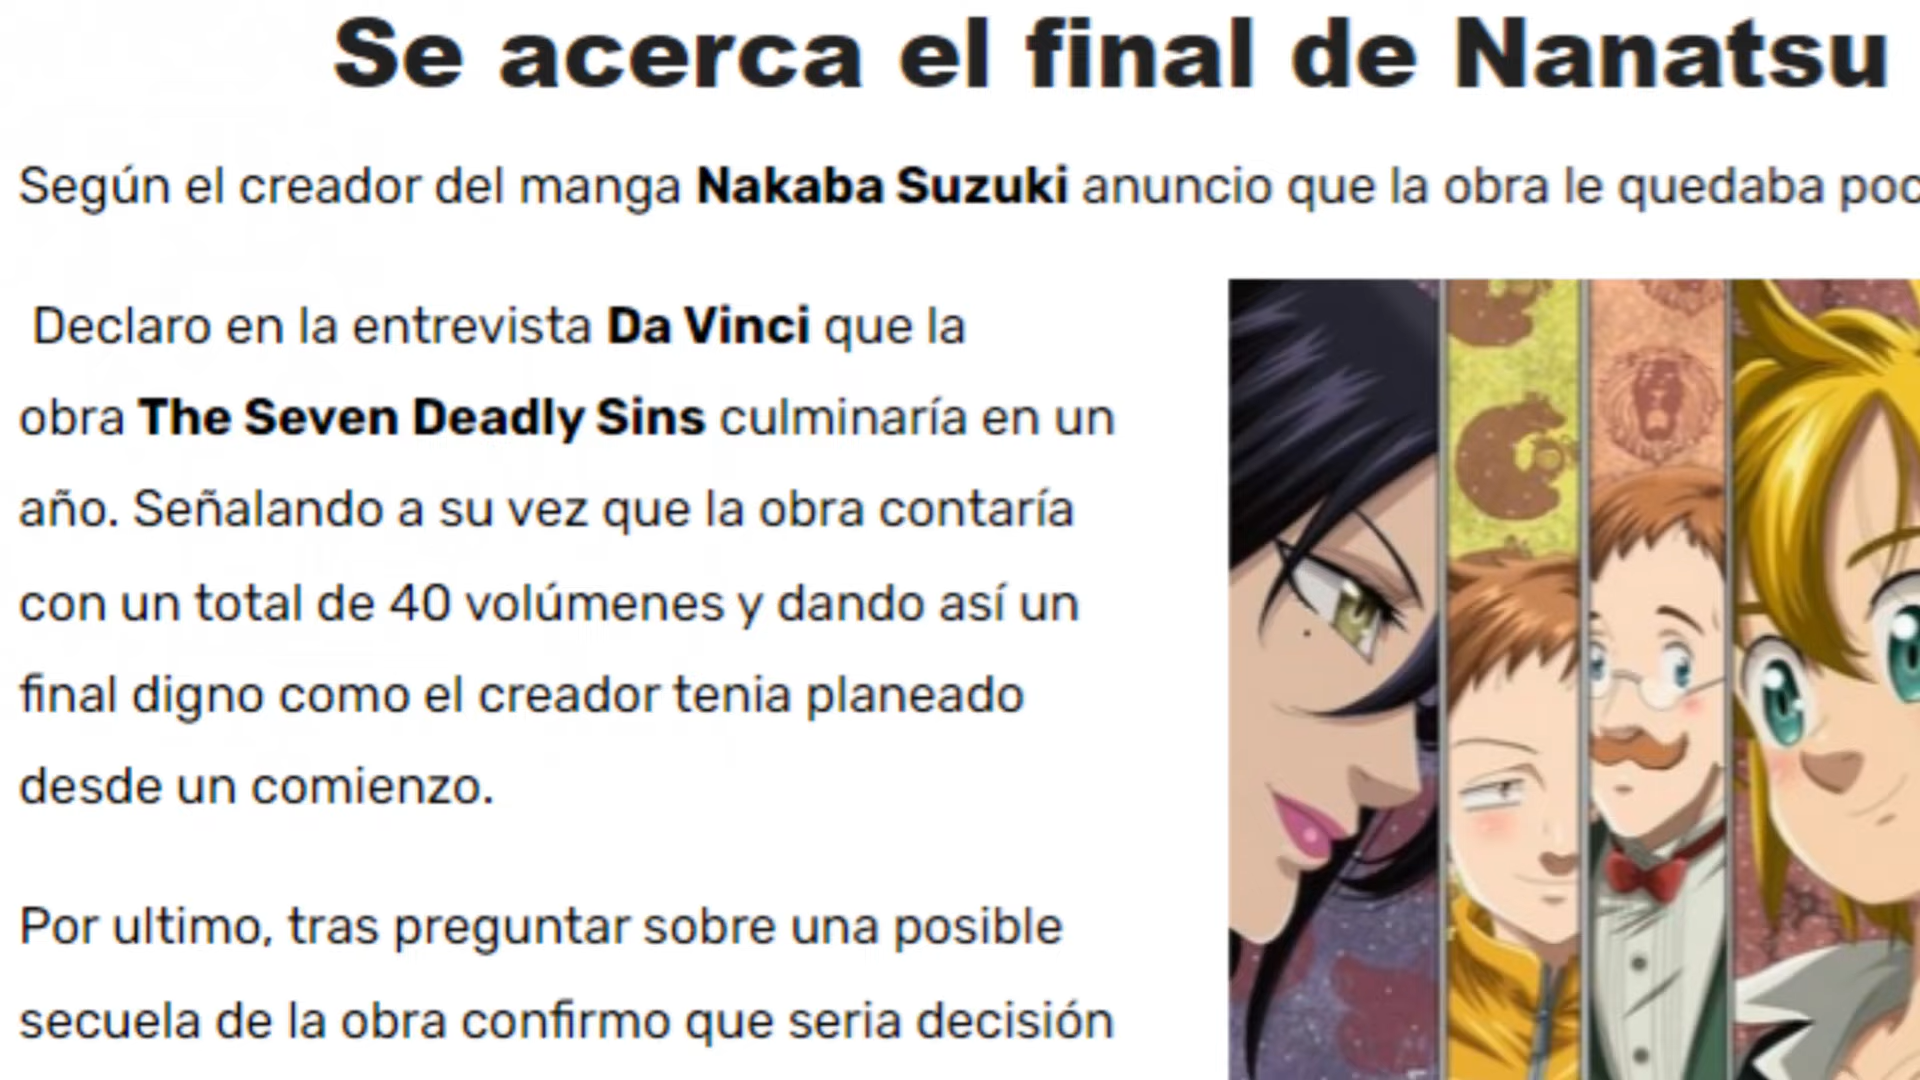 Se acerca el final de Nanatsu
Según el creador del manga Nakaba Suzuki anuncio que la obra le quedaba
Declaro en la entrevista Da Vinci que la
obra The Seven Deadly Sins culminaría en un
año. Señalando a su vez que la obra contaría
con un total de 40 volúmenes y dando así un
final digno como el creador tenia planeado
desde un comienzo.
Por ultimo, tras preguntar sobre una posible
secuela de la obra confirmo que seria decisión